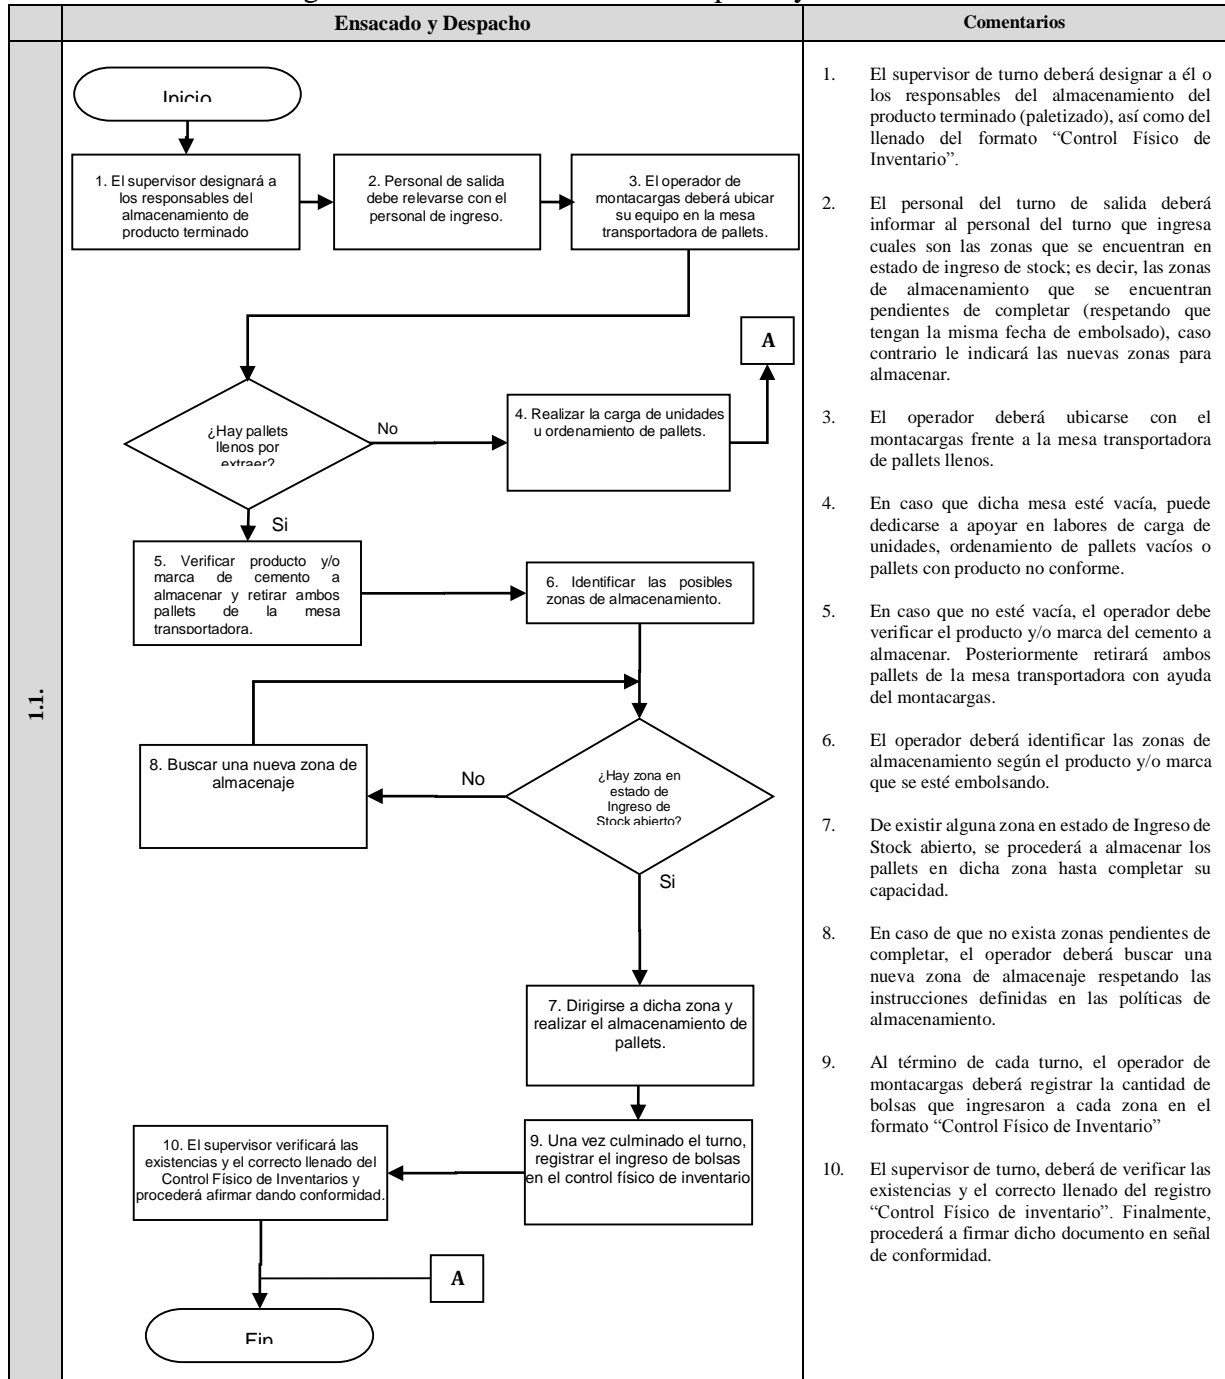 Ensacado y Despacho
Comentarios
1.1.
Inicio
1. El supervisor designará a
los responsables del
almacenamiento de
producto terminado
2. Personal de salida
debe relevarse con el
personal de ingreso.
3. El operador de
montacargas deberá ubicar
su equipo en la mesa
transportadora de pallets.
A
¿Hay pallets
llenos por
extraer?
No
4. Realizar la carga de unidades
u ordenamiento de pallets.
Si
5. Verificar producto y/o
marca de cemento a
almacenar y retirar ambos
pallets de la mesa
transportadora.
6. Identificar las posibles
zonas de almacenamiento.
8. Buscar una nueva zona de
almacenaje
No
¿Hay zona en
estado de
Ingreso de
Stock abierto?
Si
7. Dirigirse a dicha zona y
realizar el almacenamiento de
pallets.
9. Una vez culminado el turno,
registrar el ingreso de bolsas
en el control físico de inventario
10. El supervisor verificará las
existencias y el correcto llenado del
Control Físico de Inventarios y
procederá afirmar dando conformidad.
A
Fin
1. El supervisor de turno deberá designar a él o
los responsables del almacenamiento del
producto terminado (paletizado), así como del
llenado del formato “Control Físico de
Inventario”.
2. El personal del turno de salida deberá
informar al personal del turno que ingresa
cuales son las zonas que se encuentran en
estado de ingreso de stock; es decir, las zonas
de almacenamiento que se encuentran
pendientes de completar (respetando que
tengan la misma fecha de embolsado), caso
contrario le indicará las nuevas zonas para
almacenar.
3. El operador deberá ubicarse con el
montacargas frente a la mesa transportadora
de pallets llenos.
4. En caso que dicha mesa esté vacía, puede
dedicarse a apoyar en labores de carga de
unidades, ordenamiento de pallets vacíos o
pallets con producto no conforme.
5. En caso que no esté vacía, el operador debe
verificar el producto y/o marca del cemento a
almacenar. Posteriormente retirará ambos
pallets de la mesa transportadora con ayuda
del montacargas.
6. El operador deberá identificar las zonas de
almacenamiento según el producto y/o marca
que se esté embolsando.
7. De existir alguna zona en estado de Ingreso de
Stock abierto, se procederá a almacenar los
pallets en dicha zona hasta completar su
capacidad.
8. En caso de que no exista zonas pendientes de
completar, el operador deberá buscar una
nueva zona de almacenaje respetando las
instrucciones definidas en las políticas de
almacenamiento.
9. Al término de cada turno, el operador de
montacargas deberá registrar la cantidad de
bolsas que ingresaron a cada zona en el
formato “Control Físico de Inventario”
10. El supervisor de turno, deberá de verificar las
existencias y el correcto llenado del registro
“Control Físico de inventario”. Finalmente,
procederá a firmar dicho documento en señal
de conformidad.